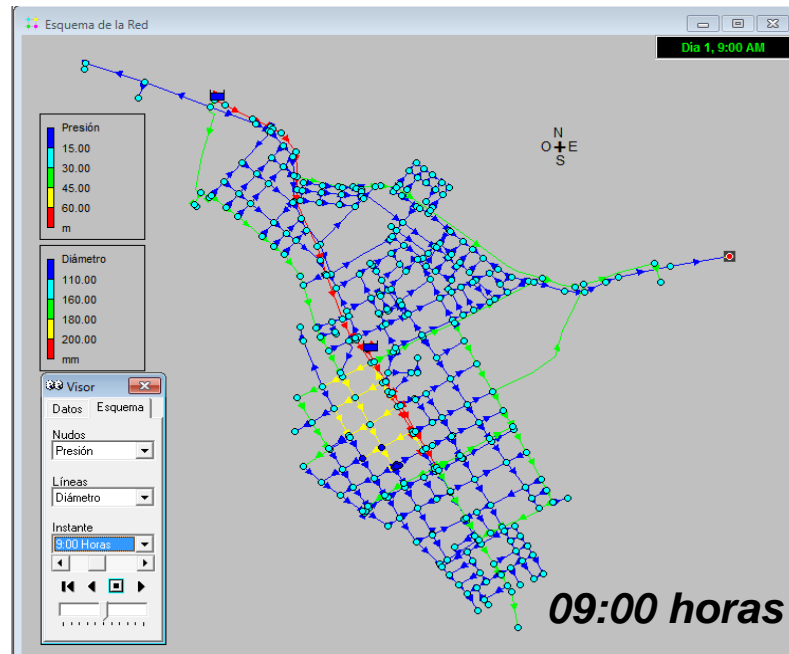 Esquema de la Red
Día 1, 9:00 AM
N
O E
S
Presión
15.00
30.00
45.00
60.00
m
Diámetro
110.00
160.00
180.00
200.00
mm
Visor
Datos Esquema
Nudos
Presión
Líneas
Diámetro
Instante
9:00 Horas
09:00 horas